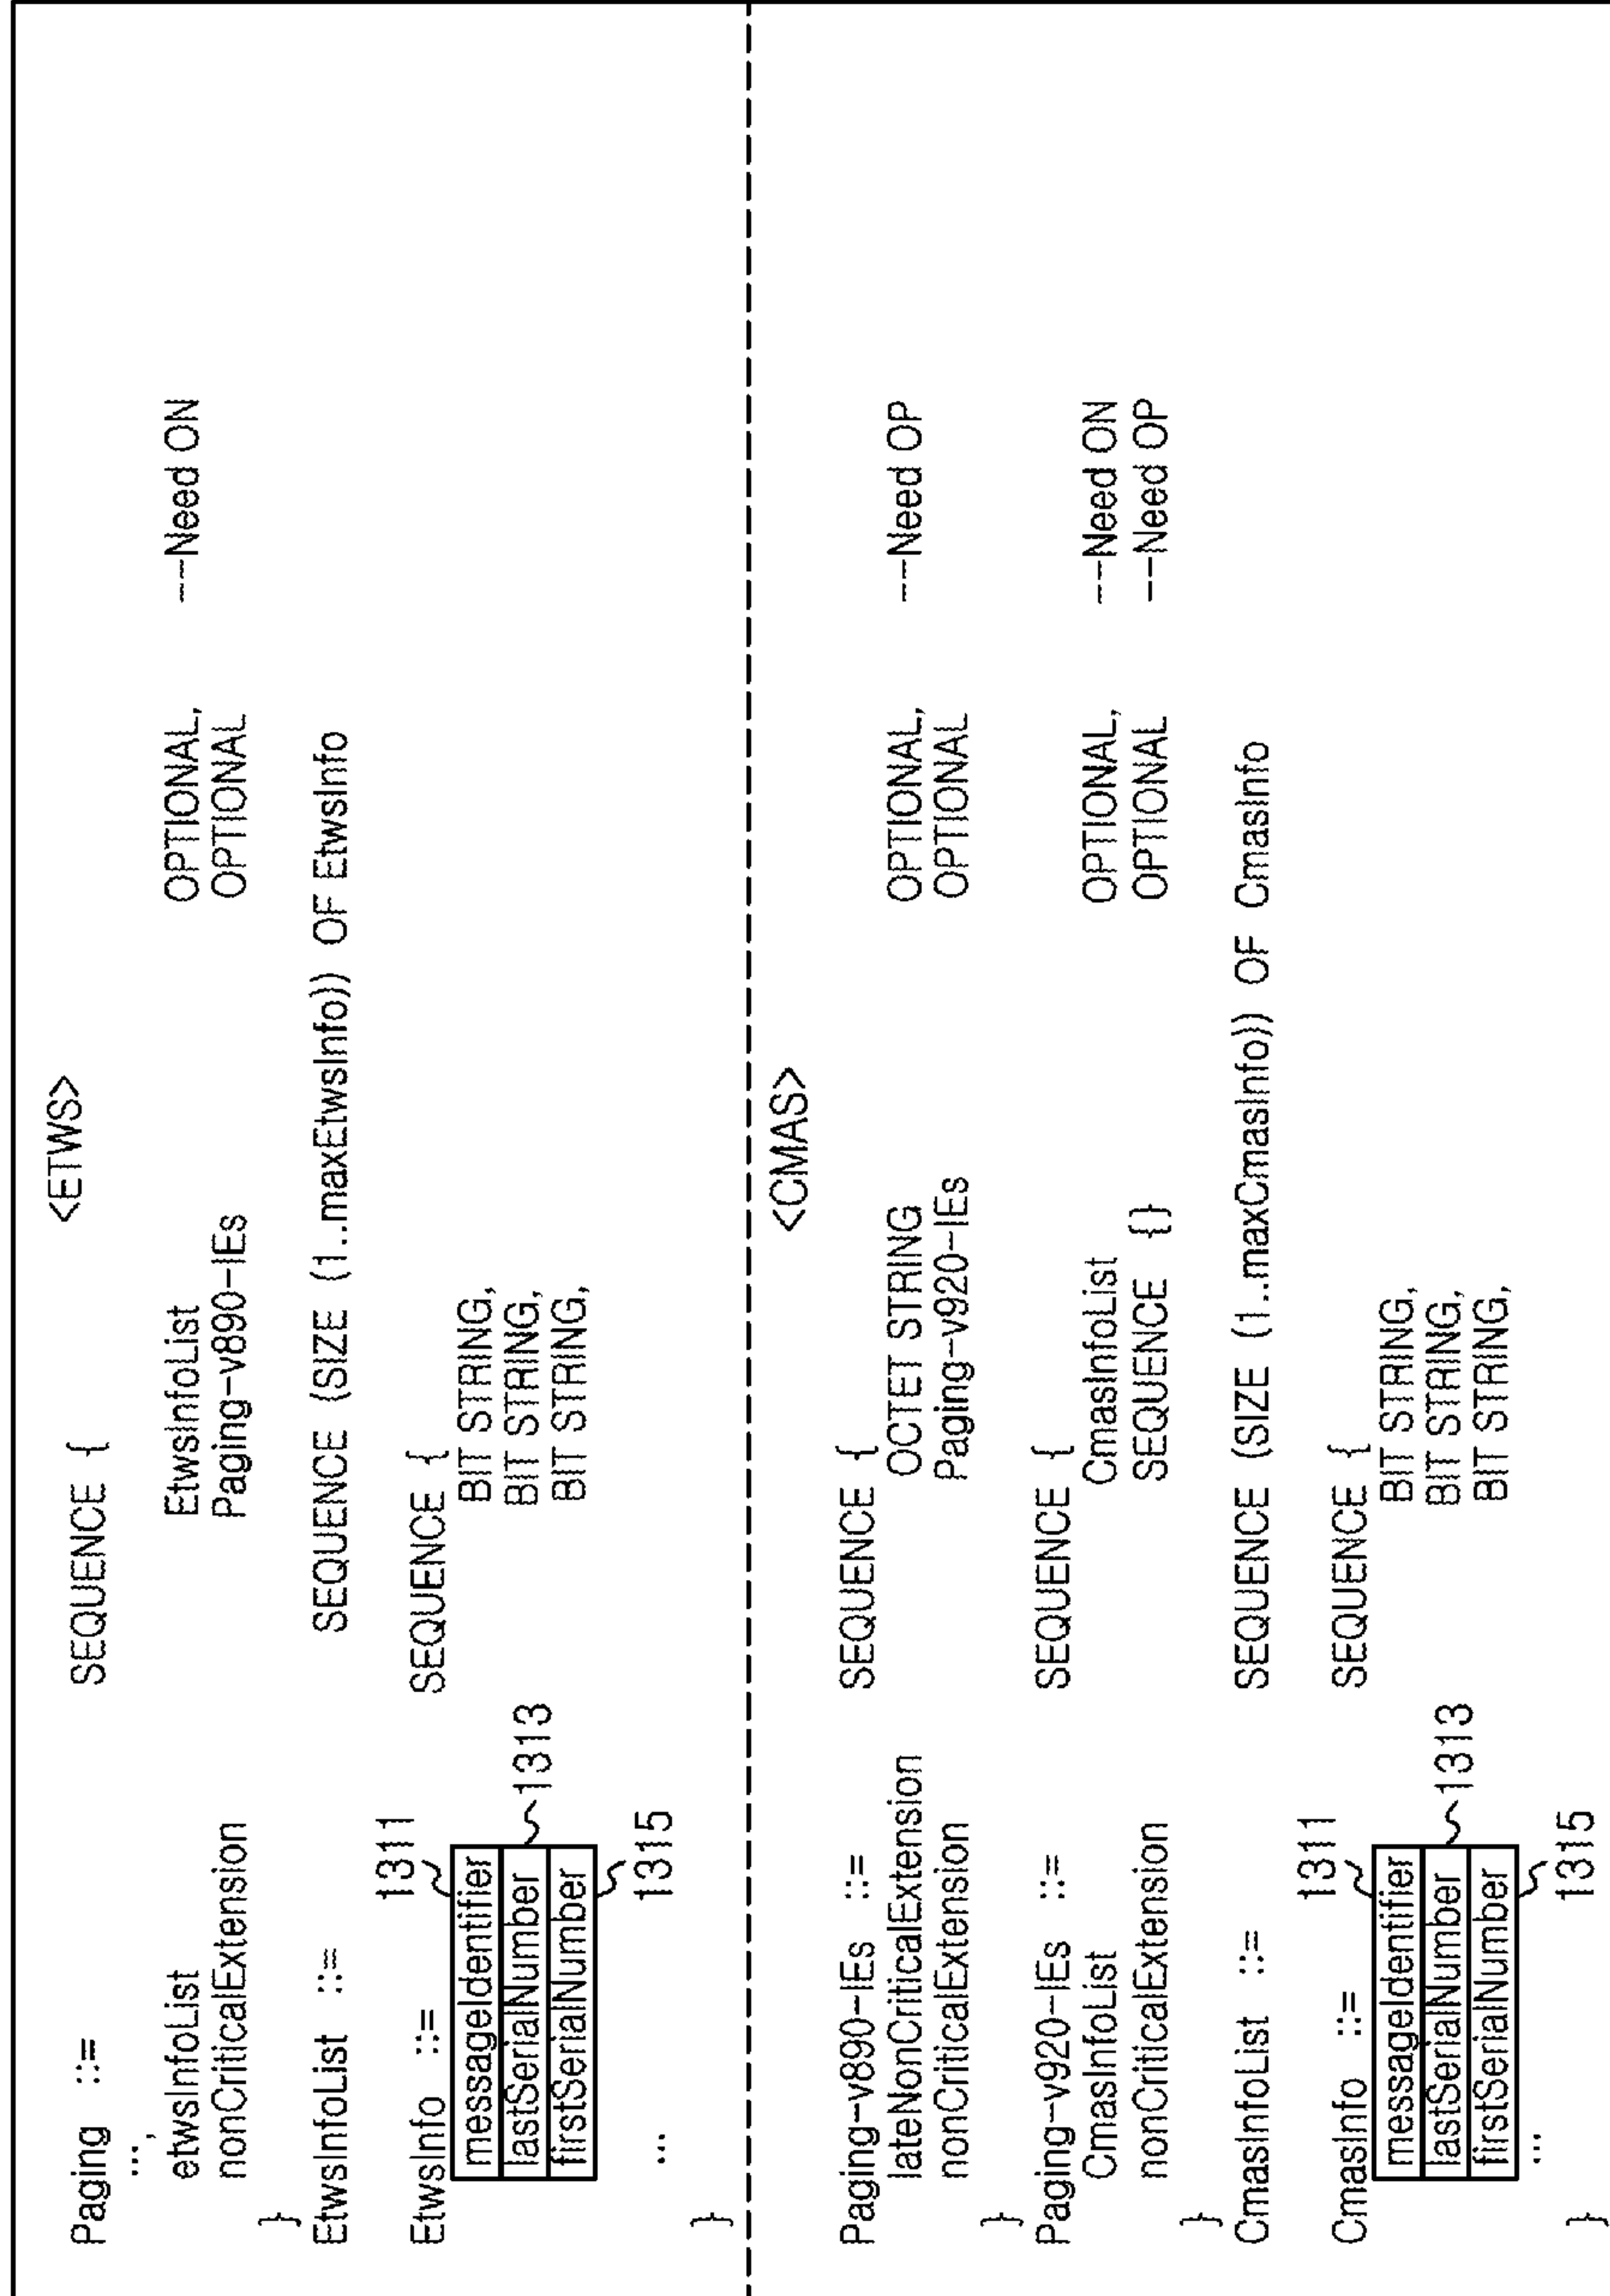 <ETWS>
Paging ::= SEQUENCE {
...,
etwsInfoList EtwsInfoList OPTIONAL, --Need ON
nonCriticalExtension Paging-v890-IEs OPTIONAL
}
EtwsInfoList ::= SEQUENCE (SIZE (1..maxEtwsInfo)) OF EtwsInfo
EtwsInfo ::= SEQUENCE {
1311
messageIdentifier BIT STRING,
lastSerialNumber 1313 BIT STRING,
firstSerialNumber BIT STRING,
1315
...
}
<CMAS>
Paging-v890-IEs ::= SEQUENCE {
lateNonCriticalExtension OCTET STRING OPTIONAL, --Need OP
nonCriticalExtension Paging-v920-IEs OPTIONAL
}
Paging-v920-IEs ::= SEQUENCE {
CmasInfoList CmasInfoList OPTIONAL, --Need ON
nonCriticalExtension SEQUENCE {} OPTIONAL --Need OP
}
CmasInfoList ::= SEQUENCE (SIZE (1..maxCmasInfo)) OF CmasInfo
CmasInfo ::= SEQUENCE {
1311
messageIdentifier BIT STRING,
lastSerialNumber 1313 BIT STRING,
firstSerialNumber BIT STRING,
... 1315
}